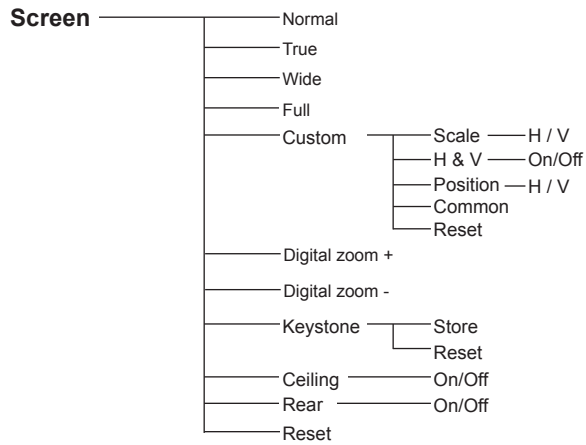 Screen Normal
True
Wide
Full
Custom Scale H / V
H & V On/Off
Position H / V
Common
Reset
Digital zoom +
Digital zoom -
Keystone Store
Reset
Ceiling On/Off
Rear On/Off
Reset